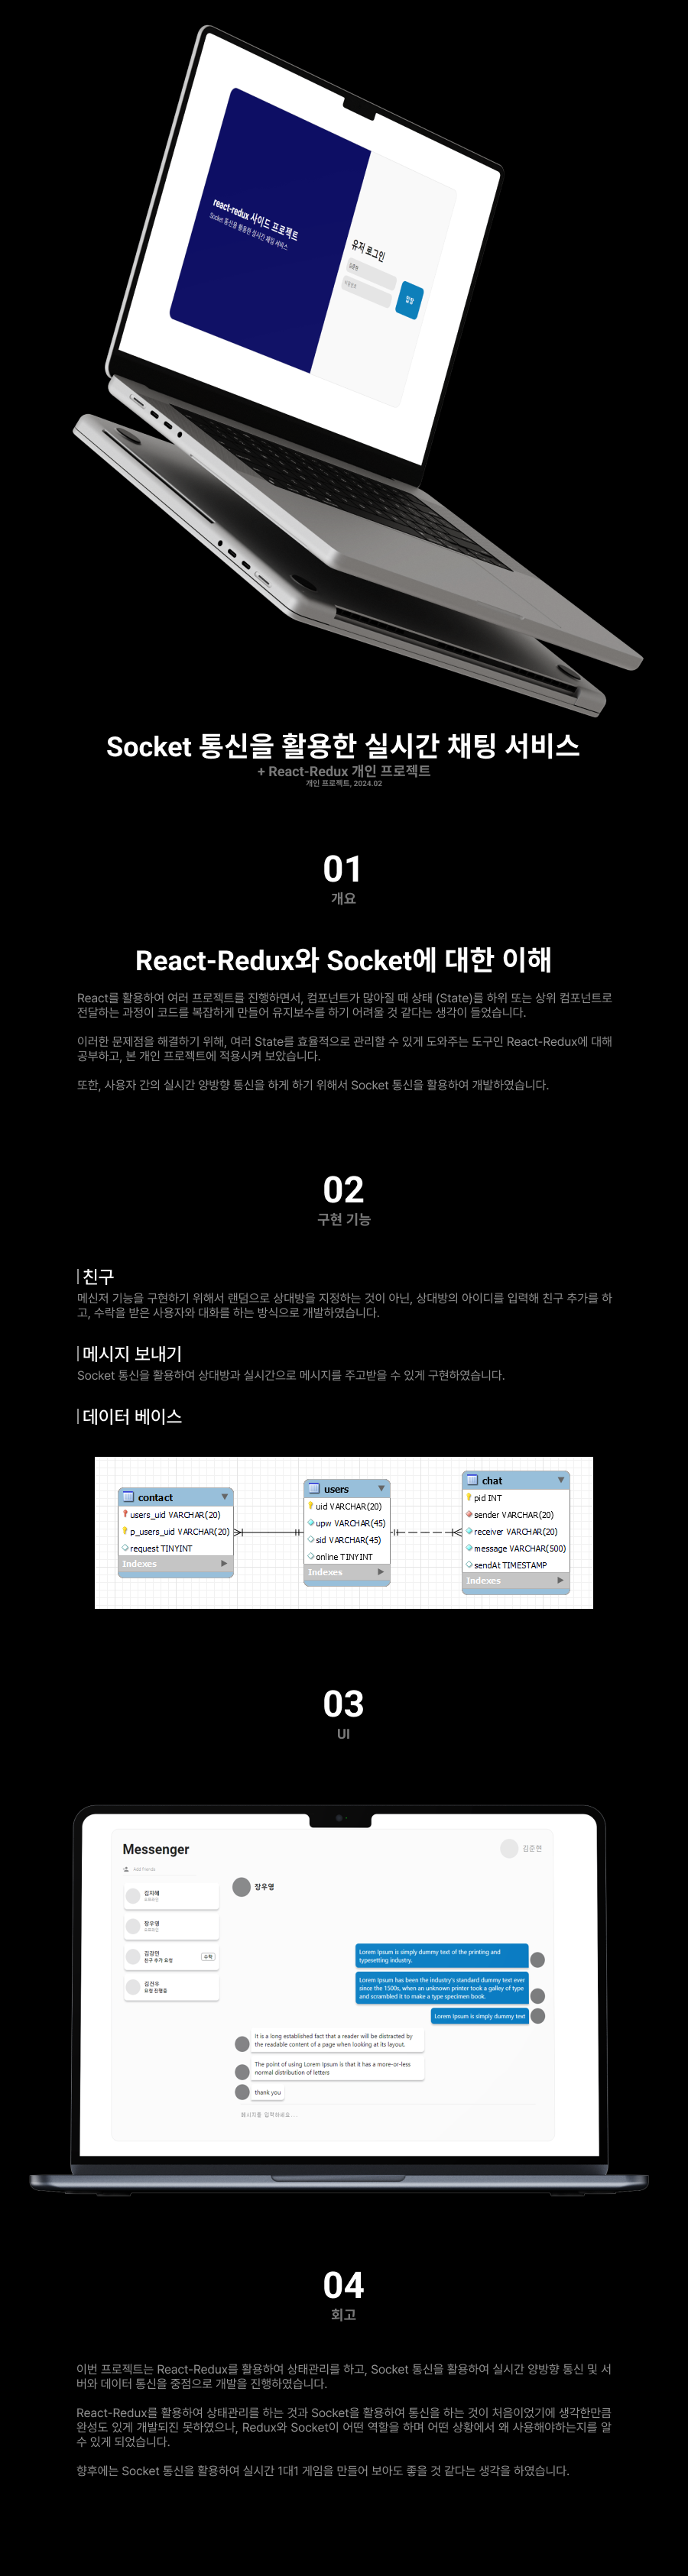 react-redux 사이드 프로젝트
Socket 통신을 활용한 실시간 채팅 서비스
유저 로그인
김준현
비밀번호
접속
Socket 통신을 활용한 실시간 채팅 서비스
+ React-Redux 개인 프로젝트
개인 프로젝트, 2024.02
01
개요
React-Redux와 Socket에 대한 이해
React를 활용하여 여러 프로젝트를 진행하면서, 컴포넌트가 많아질 때 상태 (State)를 하위 또는 상위 컴포넌트로
전달하는 과정이 코드를 복잡하게 만들어 유지보수를 하기 어려울 것 같다는 생각이 들었습니다.
이러한 문제점을 해결하기 위해, 여러 State를 효율적으로 관리할 수 있게 도와주는 도구인 React-Redux에 대해
공부하고, 본 개인 프로젝트에 적용시켜 보았습니다.
또한, 사용자 간의 실시간 양방향 통신을 하게 하기 위해서 Socket 통신을 활용하여 개발하였습니다.
02
구현 기능
친구
메신저 기능을 구현하기 위해서 랜덤으로 상대방을 지정하는 것이 아닌, 상대방의 아이디를 입력해 친구 추가를 하
고, 수락을 받은 사용자와 대화를 하는 방식으로 개발하였습니다.
메시지 보내기
Socket 통신을 활용하여 상대방과 실시간으로 메시지를 주고받을 수 있게 구현하였습니다.
데이터 베이스
contact
users_uid VARCHAR(20)
p_users_uid VARCHAR(20)
request TINYINT
Indexes
users
uid VARCHAR(20)
upw VARCHAR(45)
sid VARCHAR(45)
online TINYINT
Indexes
chat
pid INT
sender VARCHAR(20)
receiver VARCHAR(20)
message VARCHAR(500)
sendAt TIMESTAMP
Indexes
03
UI
Messenger
김준현
Add friends
김지혜
오프라인
장우영
오프라인
김강민
친구 추가 요청
수락
김건우
요청 진행중
장우영
Lorem Ipsum is simply dummy text of the printing and
typesetting industry.
Lorem Ipsum has been the industry's standard dummy text ever
since the 1500s, when an unknown printer took a galley of type
and scrambled it to make a type specimen book.
Lorem Ipsum is simply dummy text
It is a long established fact that a reader will be distracted by
the readable content of a page when looking at its layout.
The point of using Lorem Ipsum is that it has a more-or-less
normal distribution of letters
thank you
메시지를 입력하세요...
04
회고
이번 프로젝트는 React-Redux를 활용하여 상태관리를 하고, Socket 통신을 활용하여 실시간 양방향 통신 및 서
버와 데이터 통신을 중점으로 개발을 진행하였습니다.
React-Redux를 활용하여 상태관리를 하는 것과 Socket을 활용하여 통신을 하는 것이 처음이었기에 생각한만큼
완성도 있게 개발되진 못하였으나, Redux와 Socket이 어떤 역할을 하며 어떤 상황에서 왜 사용해야하는지를 알
수 있게 되었습니다.
향후에는 Socket 통신을 활용하여 실시간 1대1 게임을 만들어 보아도 좋을 것 같다는 생각을 하였습니다.